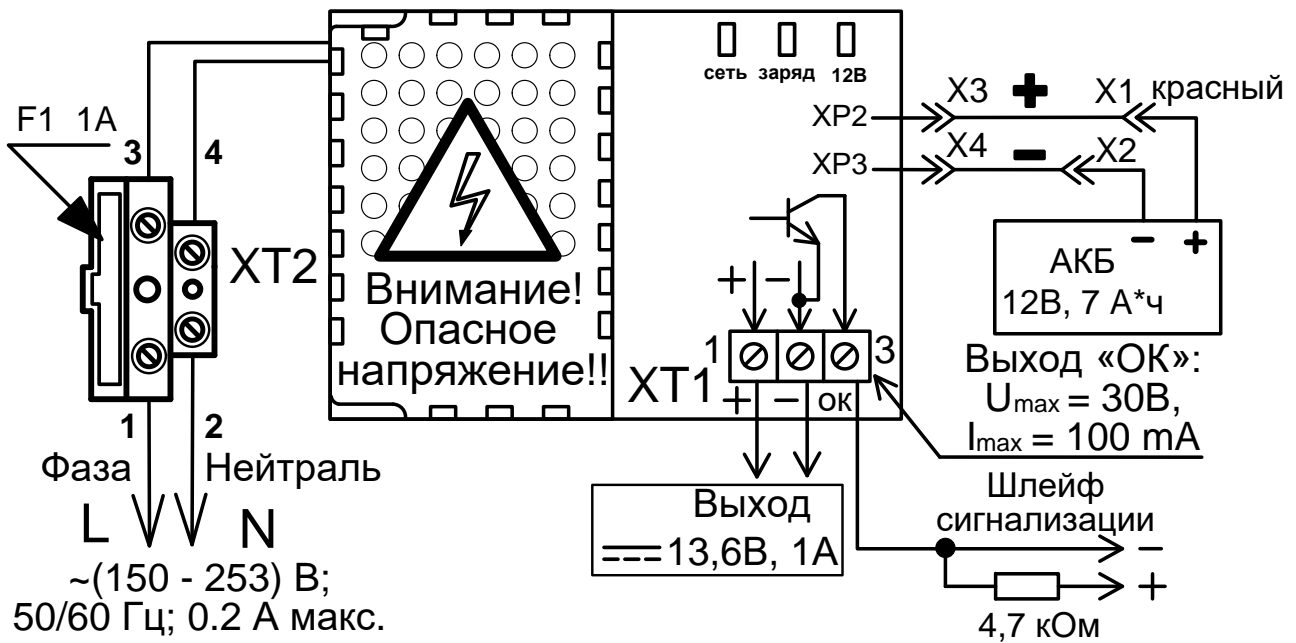 сеть заряд 12В
F1 1А
3
4
XT2
Внимание!
Опасное
напряжение!!
XP2
XP3
X3 + X1 красный
X4 − X2
− +
АКБ
12В, 7 А*ч
+ −
1
3
XT1
+ − ОК
Выход «ОК»:
Umax = 30В,
Imax = 100 mA
1
2
Фаза
Нейтраль
L N
~(150 - 253) В;
50/60 Гц; 0.2 А макс.
Выход
13,6В, 1А
Шлейф
сигнализации
−
+
4,7 кОм